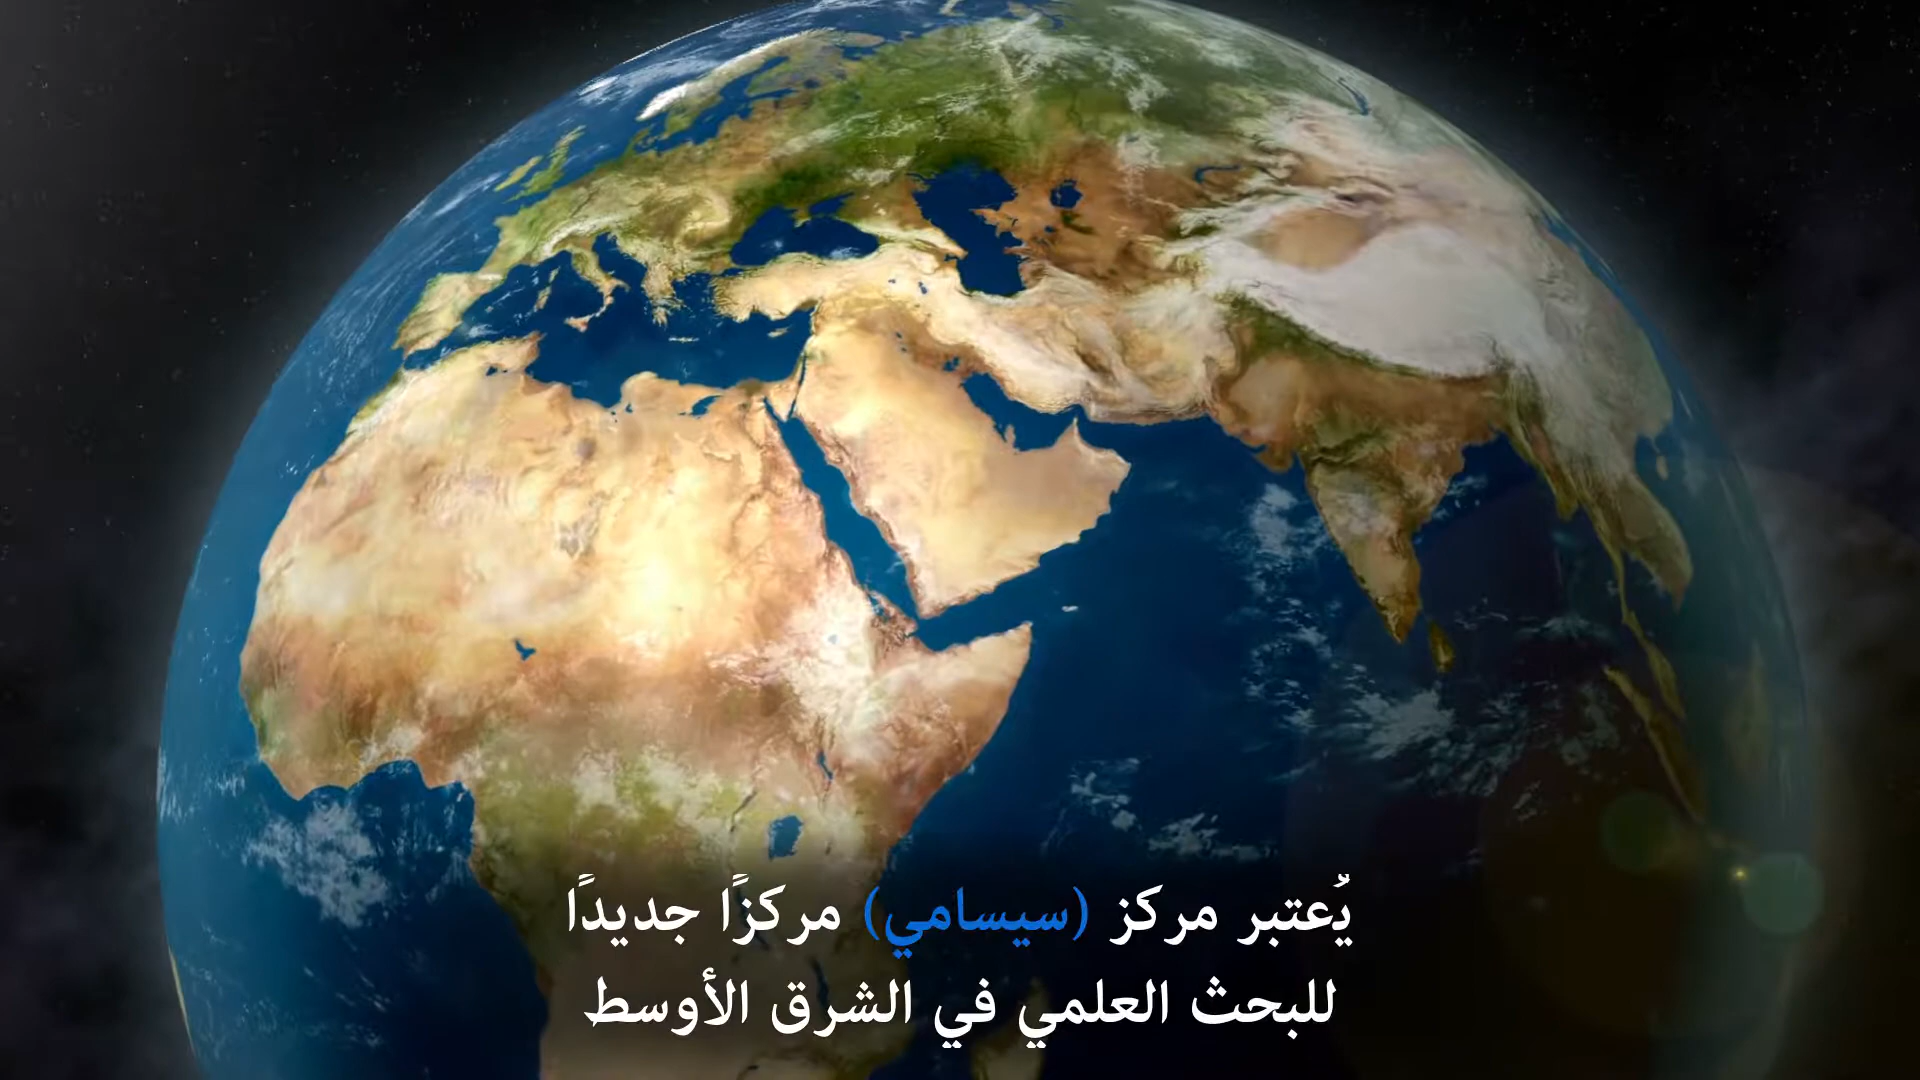 يُعتبر مركز (سيسامي) مركزًا جديدًا
للبحث العلمي في الشرق الأوسط